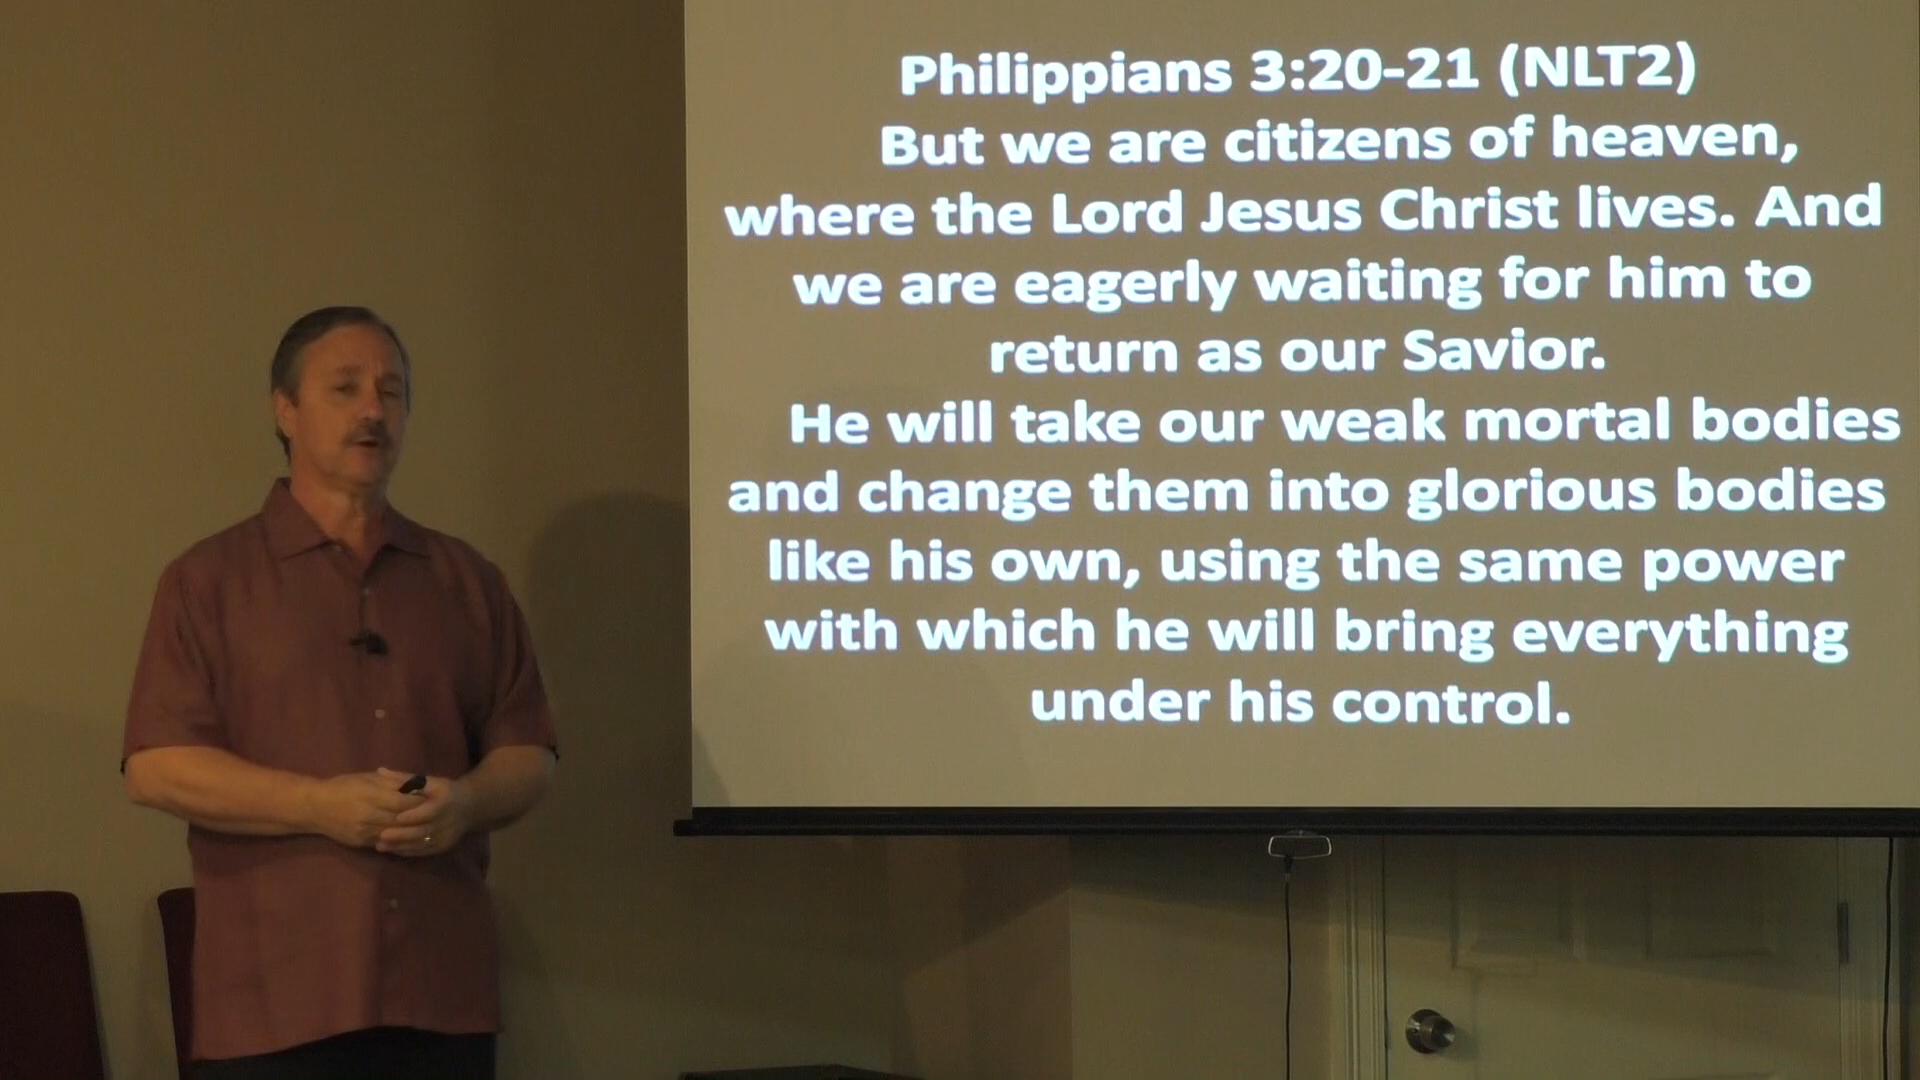 Philippians 3:20-21 (NLT2)
But we are citizens of heaven,
where the Lord Jesus Christ lives. And
we are eagerly waiting for him to
return as our Savior.
He will take our weak mortal bodies
and change them into glorious bodies
like his own, using the same power
with which he will bring everything
under his control.